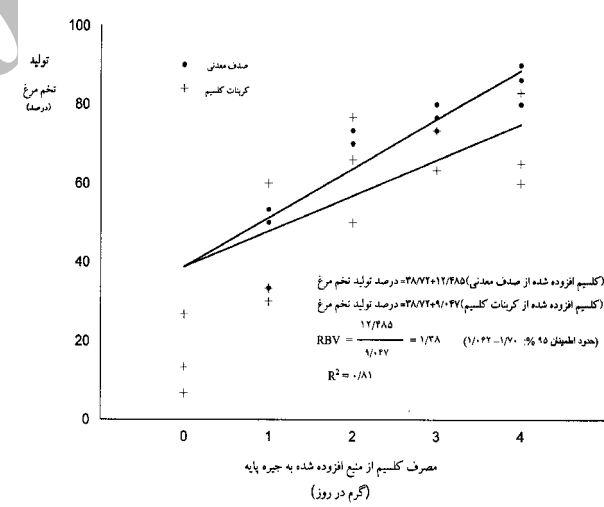 تولید
تخم مرغ
(درصد)
100
80
60
40
20
0
● صدف معدنی
+ کربنات کلسیم
(کلسیم افزوده شده از صدف معدنی)۳۸/۷۲+۱۲/۴۸۵= درصد تولید تخم مرغ
(کلسیم افزوده شده از کربنات کلسیم)۳۸/۷۲+۹/۰۴۷= درصد تولید تخم مرغ
RBV = ۱۲/۴۸۵ / ۹/۰۴۷ = ۱/۳۸ (حدود اطمینان ۹۵ %: ۱/۷۰ – ۱/۰۶۲)
R² = ۰/۸۱
0 1 2 3 4
مصرف کلسیم از منبع افزوده شده به جیره پایه
(گرم در روز)